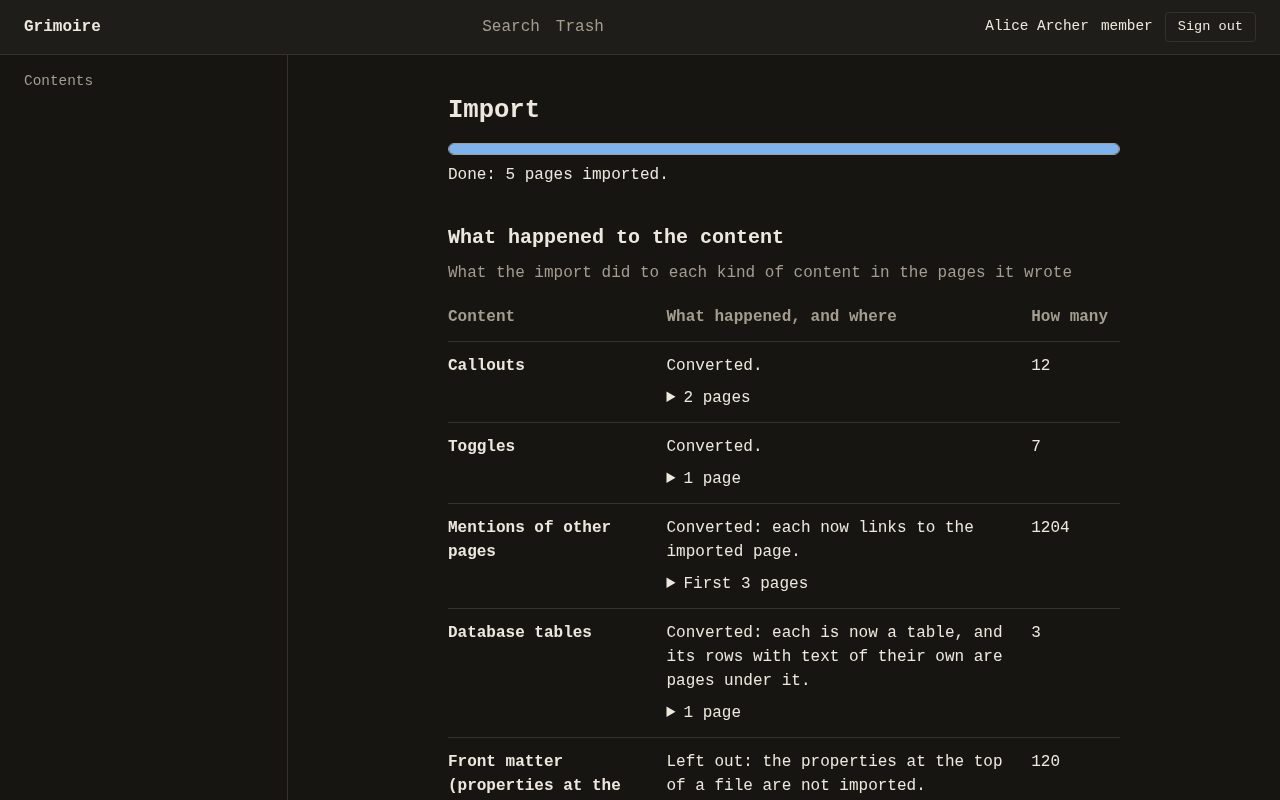 Grimoire
Search Trash
Alice Archer member Sign out
Contents
Import
Done: 5 pages imported.
What happened to the content
What the import did to each kind of content in the pages it wrote
Content What happened, and where How many
Callouts Converted. 12
2 pages
Toggles Converted. 7
1 page
Mentions of other Converted: each now links to the 1204
pages imported page.
First 3 pages
Database tables Converted: each is now a table, and 3
its rows with text of their own are
pages under it.
1 page
Front matter Left out: the properties at the top 120
(properties at the of a file are not imported.